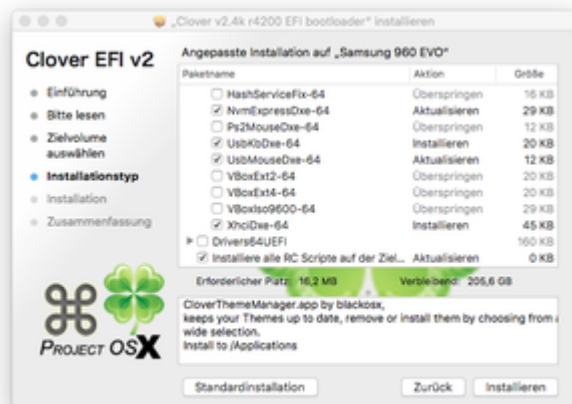 „Clover v2.4k r4200 EFI bootloader“ installieren
Clover EFI v2
Einführung
Bitte lesen
Zielvolume
auswählen
Installationstyp
Installation
Zusammenfassung
PROJECT OSX
Angepasste Installation auf „Samsung 960 EVO“
Paketname Aktion Größe
HashServiceFix-64 Überspringen 16 KB
NvmExpressDxe-64 Aktualisieren 29 KB
Ps2MouseDxe-64 Überspringen 12 KB
UsbKbDxe-64 Installieren 20 KB
UsbMouseDxe-64 Aktualisieren 12 KB
VBoxExt2-64 Überspringen 20 KB
VBoxExt4-64 Überspringen 20 KB
VBoxIso9600-64 Überspringen 29 KB
XhciDxe-64 Installieren 45 KB
Drivers64UEFI 160 KB
Installiere alle RC Scripte auf der Ziel... Aktualisieren 0 KB
Erforderlicher Platz: 16,2 MB Verbleibend: 205,6 GB
CloverThemeManager.app by blackosx,
keeps your Themes up to date, remove or install them by choosing from a
wide selection.
Install to /Applications
Standardinstallation Zurück Installieren